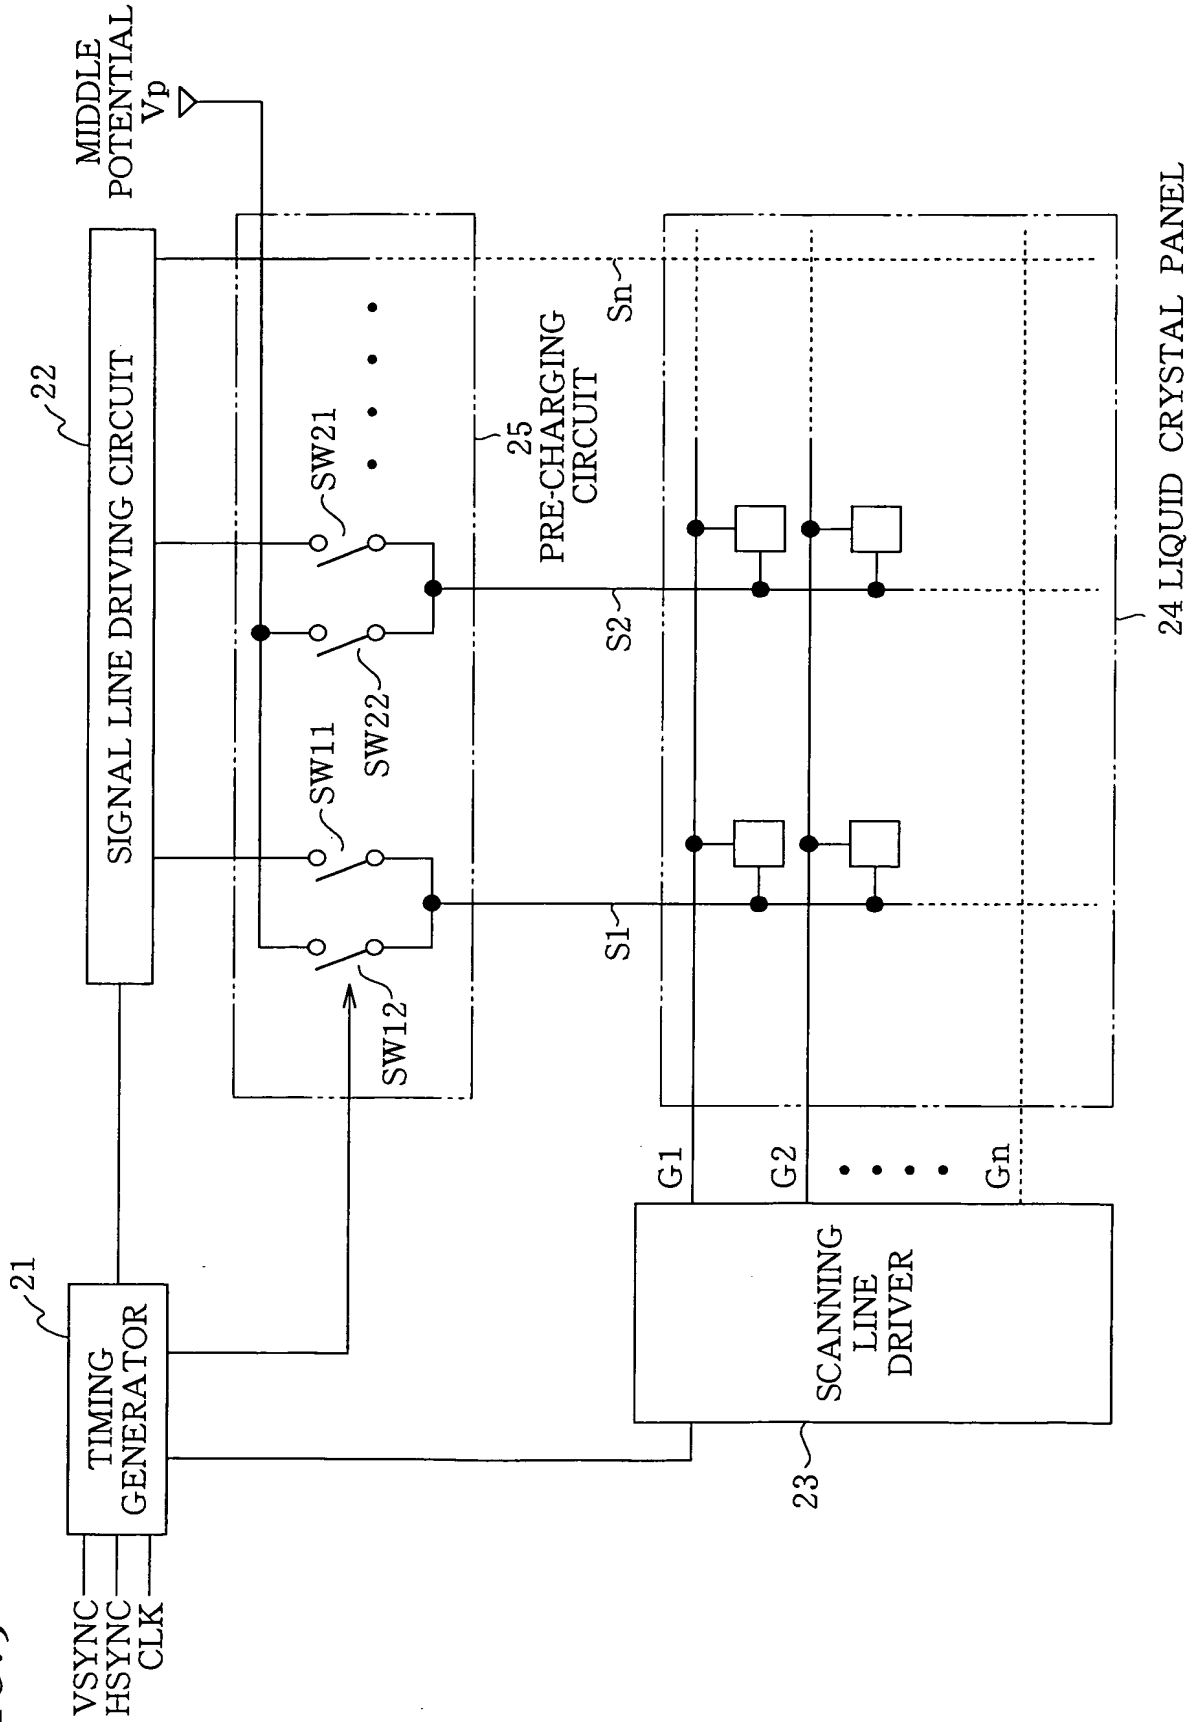 VSYNC
HSYNC
CLK
TIMING
GENERATOR
21
SIGNAL LINE DRIVING CIRCUIT
22
MIDDLE
POTENTIAL
Vp
SW12
SW11
SW22
SW21
25
PRE-CHARGING
CIRCUIT
S1
S2
Sn
SCANNING
LINE
DRIVER
23
G1
G2
Gn
24 LIQUID CRYSTAL PANEL